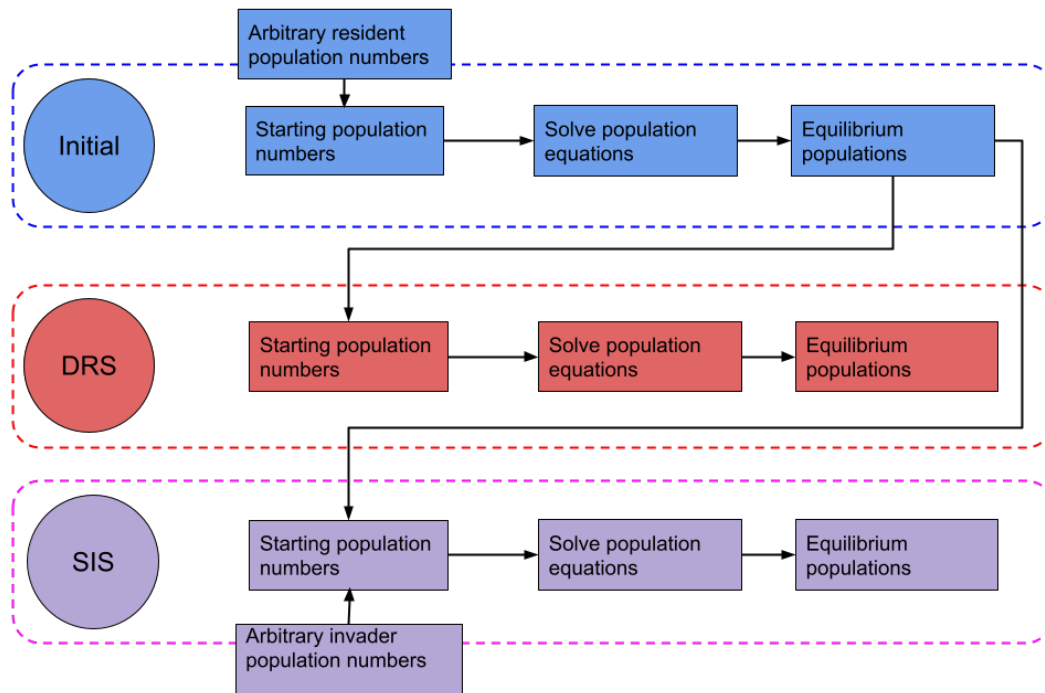 Arbitrary resident
population numbers
Initial
Starting population
numbers
Solve population
equations
Equilibrium
populations
DRS
Starting population
numbers
Solve population
equations
Equilibrium
populations
SIS
Starting population
numbers
Solve population
equations
Equilibrium
populations
Arbitrary invader
population numbers